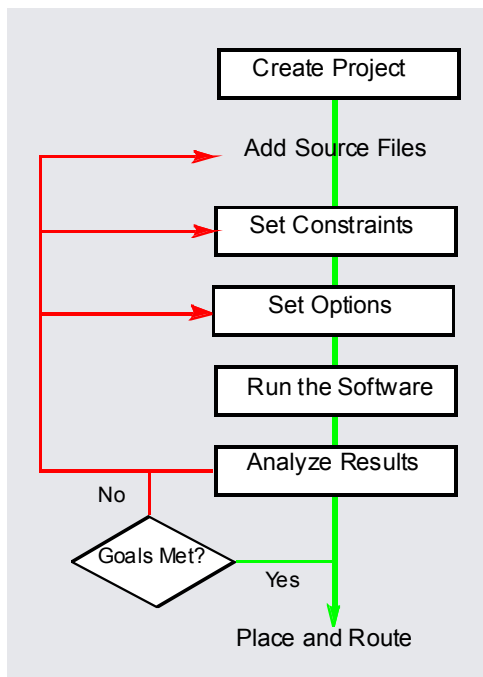 Create Project
Add Source Files
Set Constraints
Set Options
Run the Software
Analyze Results
No
Goals Met?
Yes
Place and Route